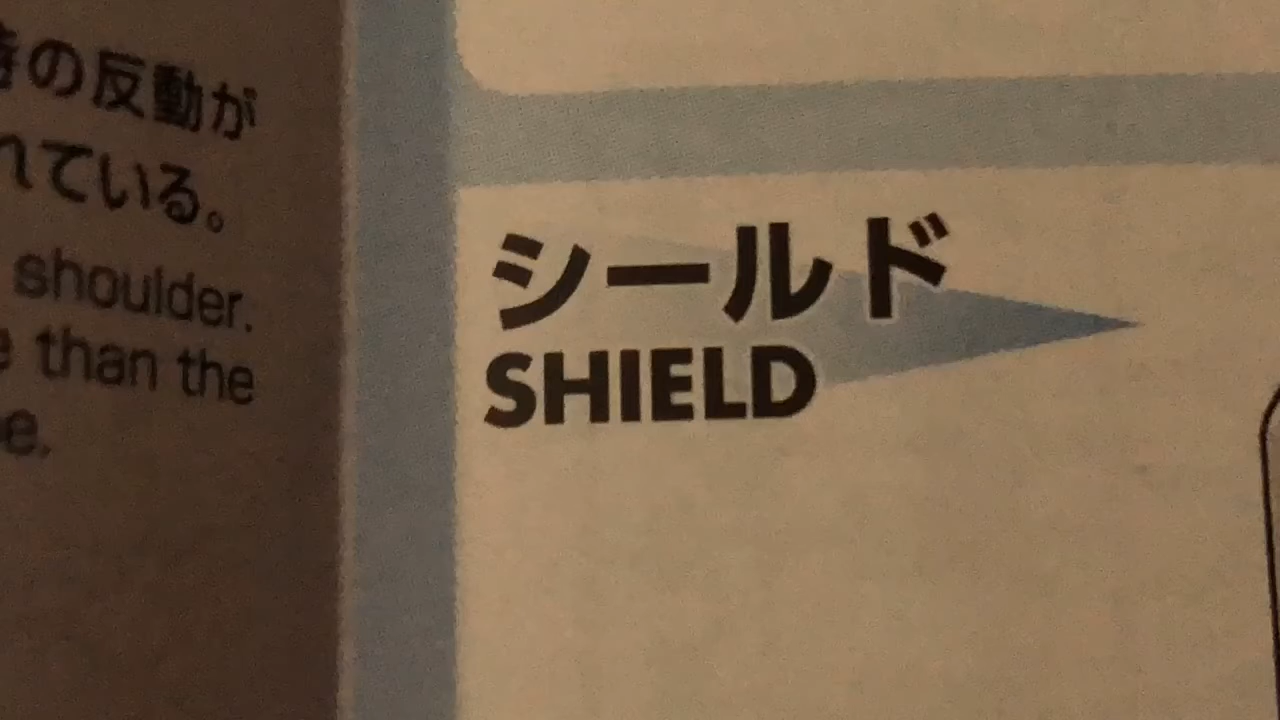 の反動が
れている。
shoulder.
than the
シールド
SHIELD